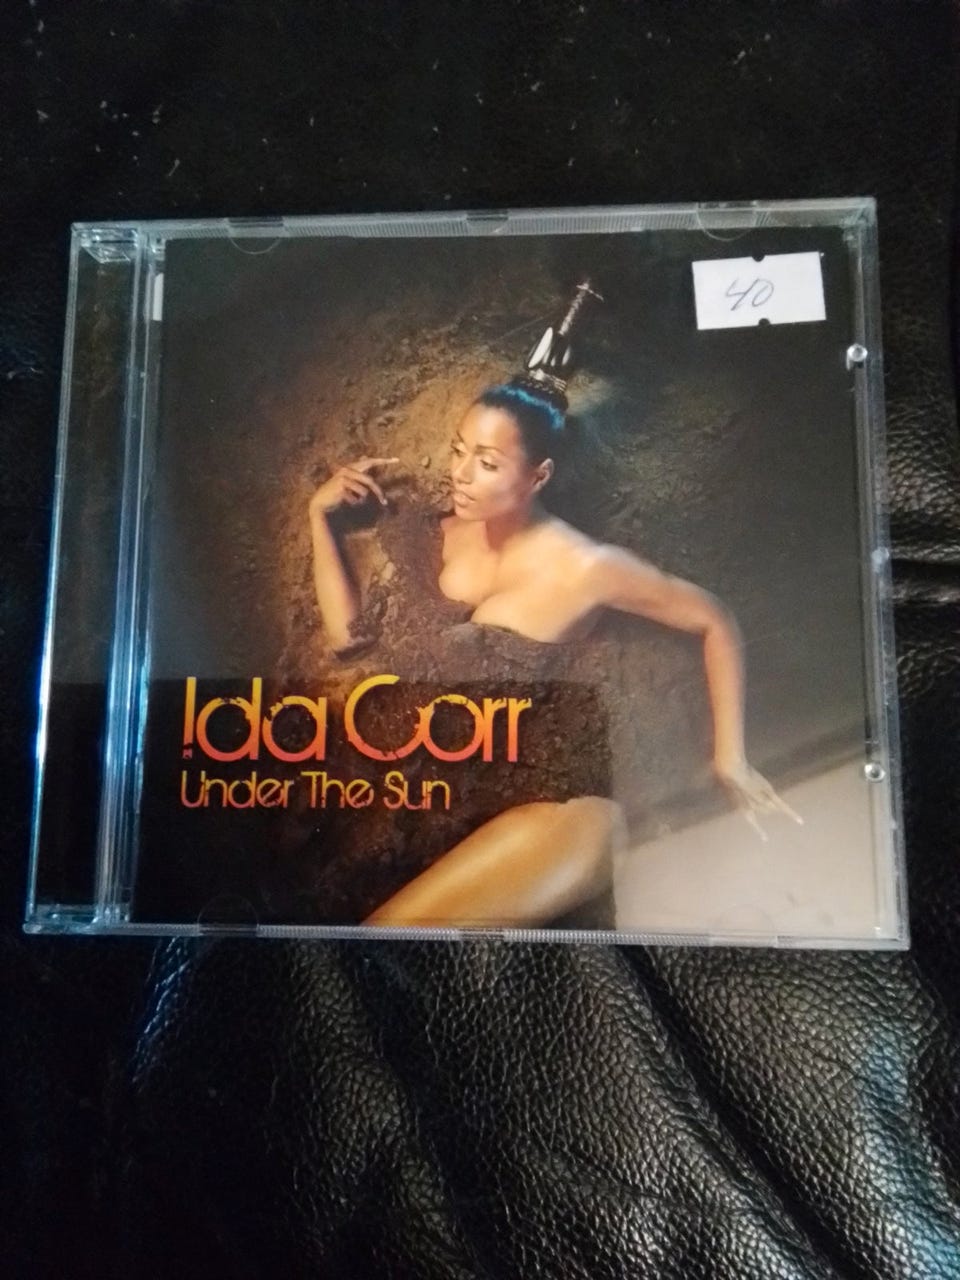 40
Ida Corr
Under The Sun